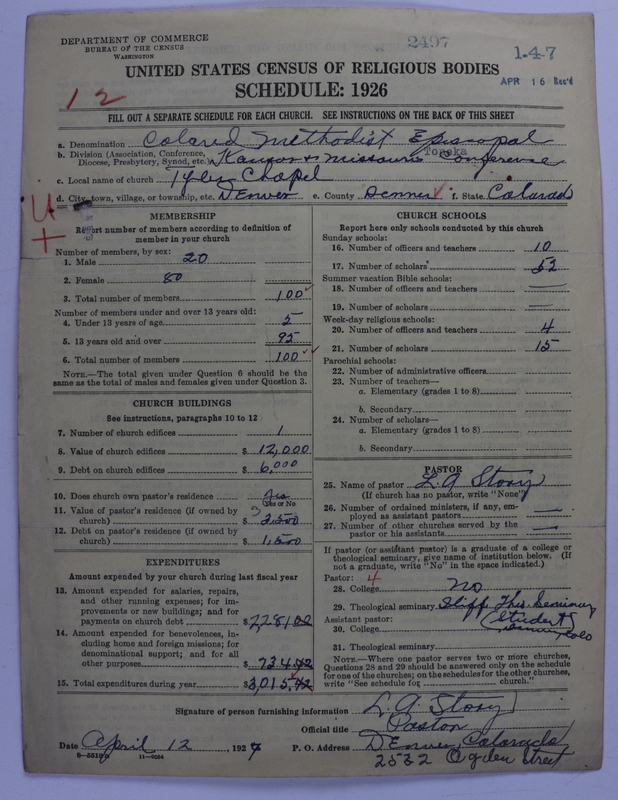 DEPARTMENT OF COMMERCE
BUREAU OF THE CENSUS
WASHINGTON
2497
1-4-7
APR 16 Rec'd
UNITED STATES CENSUS OF RELIGIOUS BODIES
SCHEDULE: 1926
12
FILL OUT A SEPARATE SCHEDULE FOR EACH CHURCH. SEE INSTRUCTIONS ON THE BACK OF THIS SHEET
a. Denomination Colored Methodist Episcopal
b. Division (Association, Conference, Diocese, Presbytery, Synod, etc.) Kansas & Missouri Conference
Topeka
c. Local name of church Tyler Chapel
d. City, town, village, or township, etc. Denver e. County Denver f. State Colorado
MEMBERSHIP
Report number of members according to definition of
member in your church
Number of members, by sex:
1. Male 20
2. Female 80
3. Total number of members 100
Number of members under and over 13 years old:
4. Under 13 years of age 5
5. 13 years old and over 95
6. Total number of members 100
NOTE.—The total given under Question 6 should be
same as the total of males and females given under Question 3.
CHURCH BUILDINGS
See instructions, paragraphs 10 to 12
7. Number of church edifices 1
8. Value of church edifices $ 12,000
9. Debt on church edifices $ 6,000
10. Does church own pastor's residence yes
Yes or No
11. Value of pastor's residence (if owned by
church) $ 3,500
12. Debt on pastor's residence (if owned by
church) $ 1,500
EXPENDITURES
Amount expended by your church during last fiscal year
13. Amount expended for salaries, repairs,
and other running expenses; for im-
provements or new buildings; and for
payments on church debt $ 2281.02
14. Amount expended for benevolences, in-
cluding home and foreign missions; for
denominational support; and for all
other purposes $ 734.42
15. Total expenditures during year $ 3,015.42
CHURCH SCHOOLS
Report here only schools conducted by this church
Sunday schools:
16. Number of officers and teachers 10
17. Number of scholars 52
Summer vacation Bible schools:
18. Number of officers and teachers —
19. Number of scholars —
Week-day religious schools:
20. Number of officers and teachers 4
21. Number of scholars 15
Parochial schools:
22. Number of administrative officers
23. Number of teachers—
a. Elementary (grades 1 to 8)
b. Secondary
24. Number of scholars—
a. Elementary (grades 1 to 8)
b. Secondary
PASTOR
25. Name of pastor L. A. Story
(If church has no pastor, write "None")
26. Number of ordained ministers, if any, em-
ployed as assistant pastors —
27. Number of other churches served by the
pastor or his assistants —
If pastor (or assistant pastor) is a graduate of a college or
theological seminary, give name of institution below. (If
not a graduate, write "No" in the space indicated.)
Pastor: 4
28. College no
29. Theological seminary Iliff The. Seminary
Assistant pastor: (Student)
30. College Denver Colo
31. Theological seminary
NOTE.—Where one pastor serves two or more churches,
Questions 28 and 29 should be answered only on the schedule
for one of the churches; on the schedules for the other churches,
write "See schedule for church."
Signature of person furnishing information L. A. Story
Official title Pastor
Date April 12, 1927 P. O. Address Denver, Colorado
2532 Ogden Street
8-5519 b 11-9054